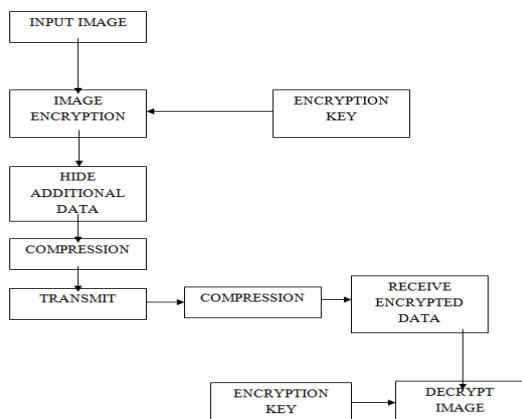 INPUT IMAGE
IMAGE
ENCRYPTION
ENCRYPTION
KEY
HIDE
ADDITIONAL
DATA
COMPRESSION
TRANSMIT
COMPRESSION
RECEIVE
ENCRYPTED
DATA
ENCRYPTION
KEY
DECRYPT
IMAGE